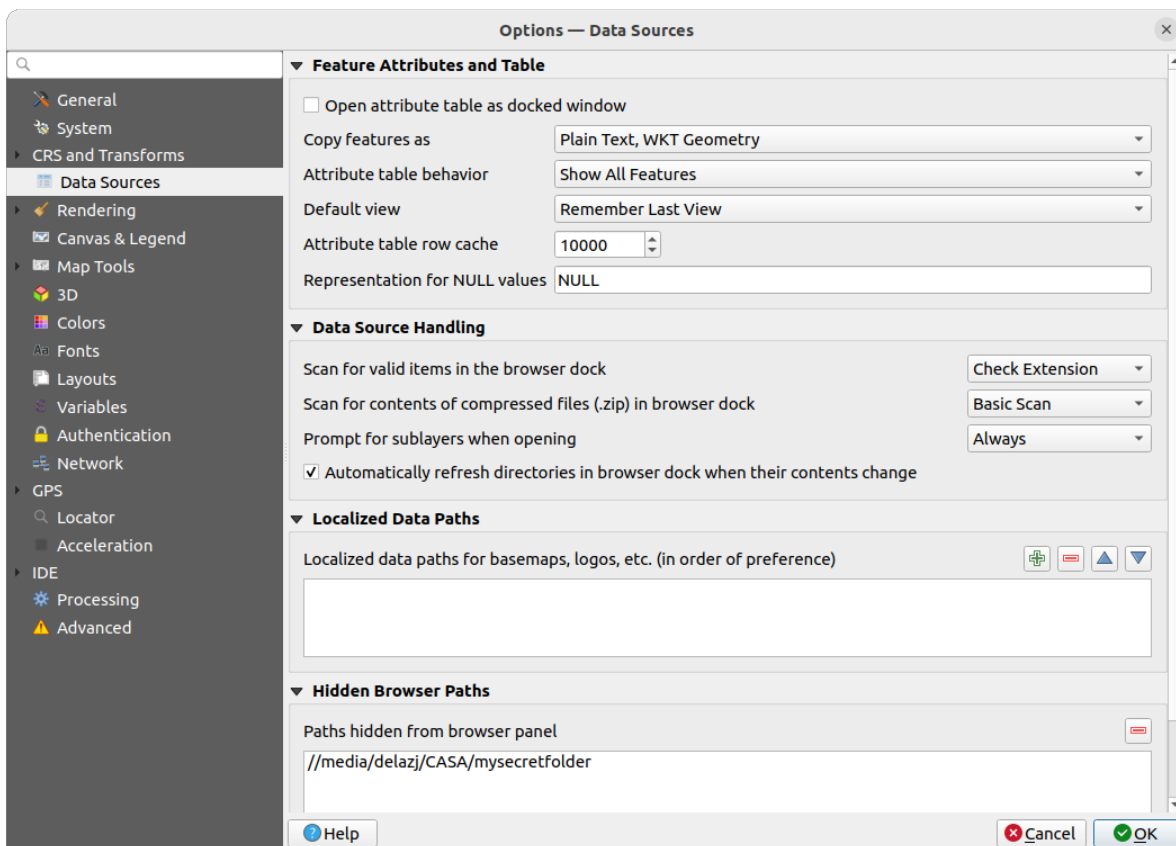 Options — Data Sources
General
System
CRS and Transforms
Data Sources
Rendering
Canvas & Legend
Map Tools
3D
Colors
Aa Fonts
Layouts
ε Variables
Authentication
Network
GPS
Locator
Acceleration
IDE
Processing
Advanced
Feature Attributes and Table
Open attribute table as docked window
Copy features as Plain Text, WKT Geometry
Attribute table behavior Show All Features
Default view Remember Last View
Attribute table row cache 10000
Representation for NULL values NULL
Data Source Handling
Scan for valid items in the browser dock Check Extension
Scan for contents of compressed files (.zip) in browser dock Basic Scan
Prompt for sublayers when opening Always
Automatically refresh directories in browser dock when their contents change
Localized Data Paths
Localized data paths for basemaps, logos, etc. (in order of preference)
Hidden Browser Paths
Paths hidden from browser panel
//media/delazj/CASA/mysecretfolder
Help Cancel OK